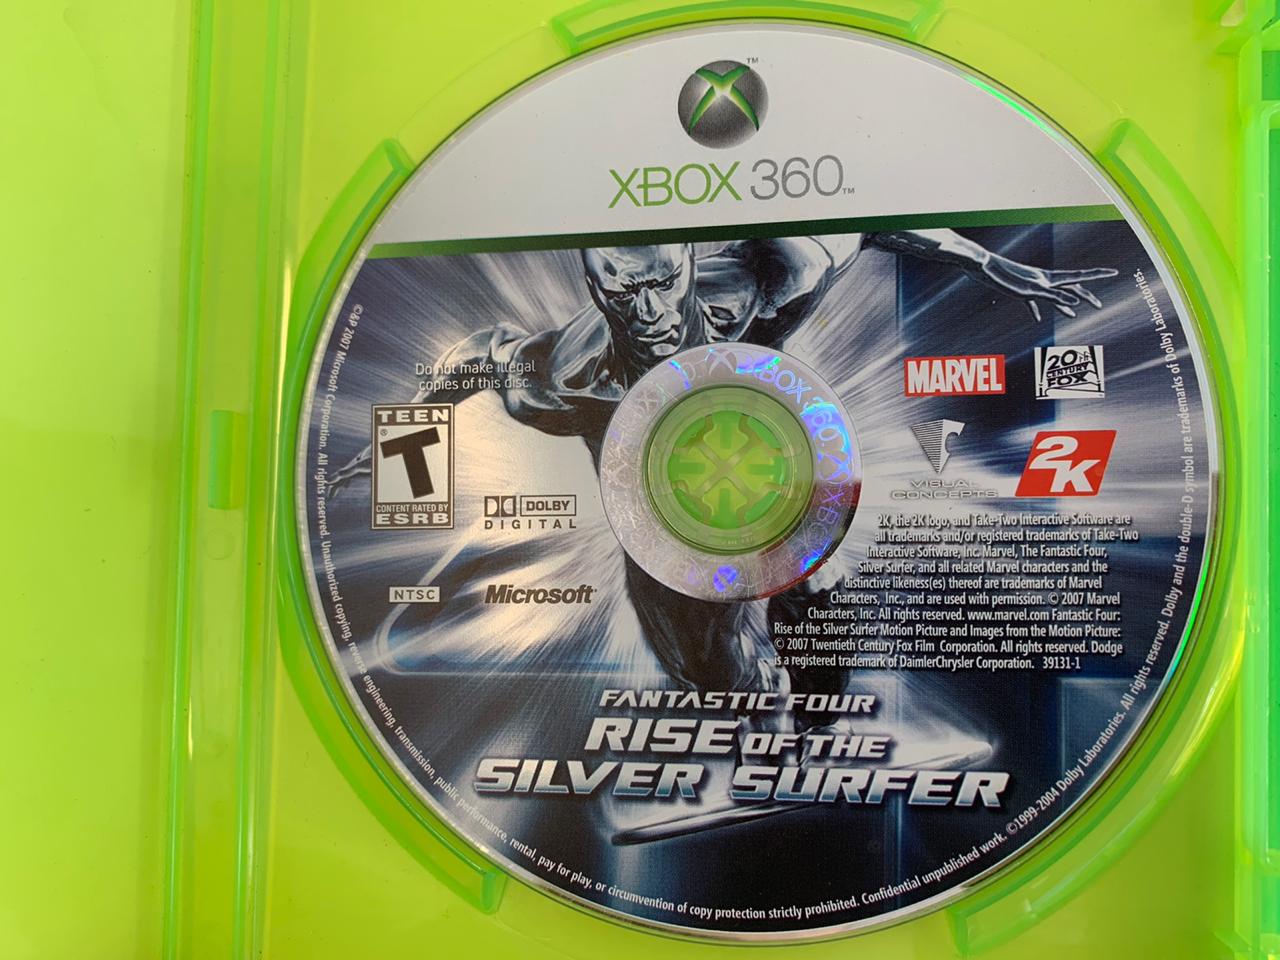 XBOX 360™
Do not make illegal
copies of this disc.
TEEN
T
CONTENT RATED BY
ESRB
DOLBY
DIGITAL
NTSC
Microsoft
XBOX 360
MARVEL
20TH
CENTURY
FOX
VISUAL
CONCEPTS
2K
2K, the 2K logo, and Take-Two Interactive Software are
all trademarks and/or registered trademarks of Take-Two
Interactive Software, Inc. Marvel, The Fantastic Four,
Silver Surfer, and all related Marvel characters and the
distinctive likeness(es) thereof are trademarks of Marvel
Characters, Inc., and are used with permission. © 2007 Marvel
Characters, Inc. All rights reserved. www.marvel.com Fantastic Four:
Rise of the Silver Surfer Motion Picture and Images from the Motion Picture:
© 2007 Twentieth Century Fox Film Corporation. All rights reserved. Dodge
is a registered trademark of DaimlerChrysler Corporation. 39131-1
FANTASTIC FOUR
RISE OF THE
SILVER SURFER
©&℗ 2007 Microsoft Corporation. All rights reserved. Unauthorized copying, reverse engineering, transmission, public performance, rental, pay for play, or circumvention of copy protection strictly prohibited. Confidential unpublished work. ©1999-2004 Dolby Laboratories. All rights reserved. Dolby and the double-D symbol are trademarks of Dolby Laboratories.